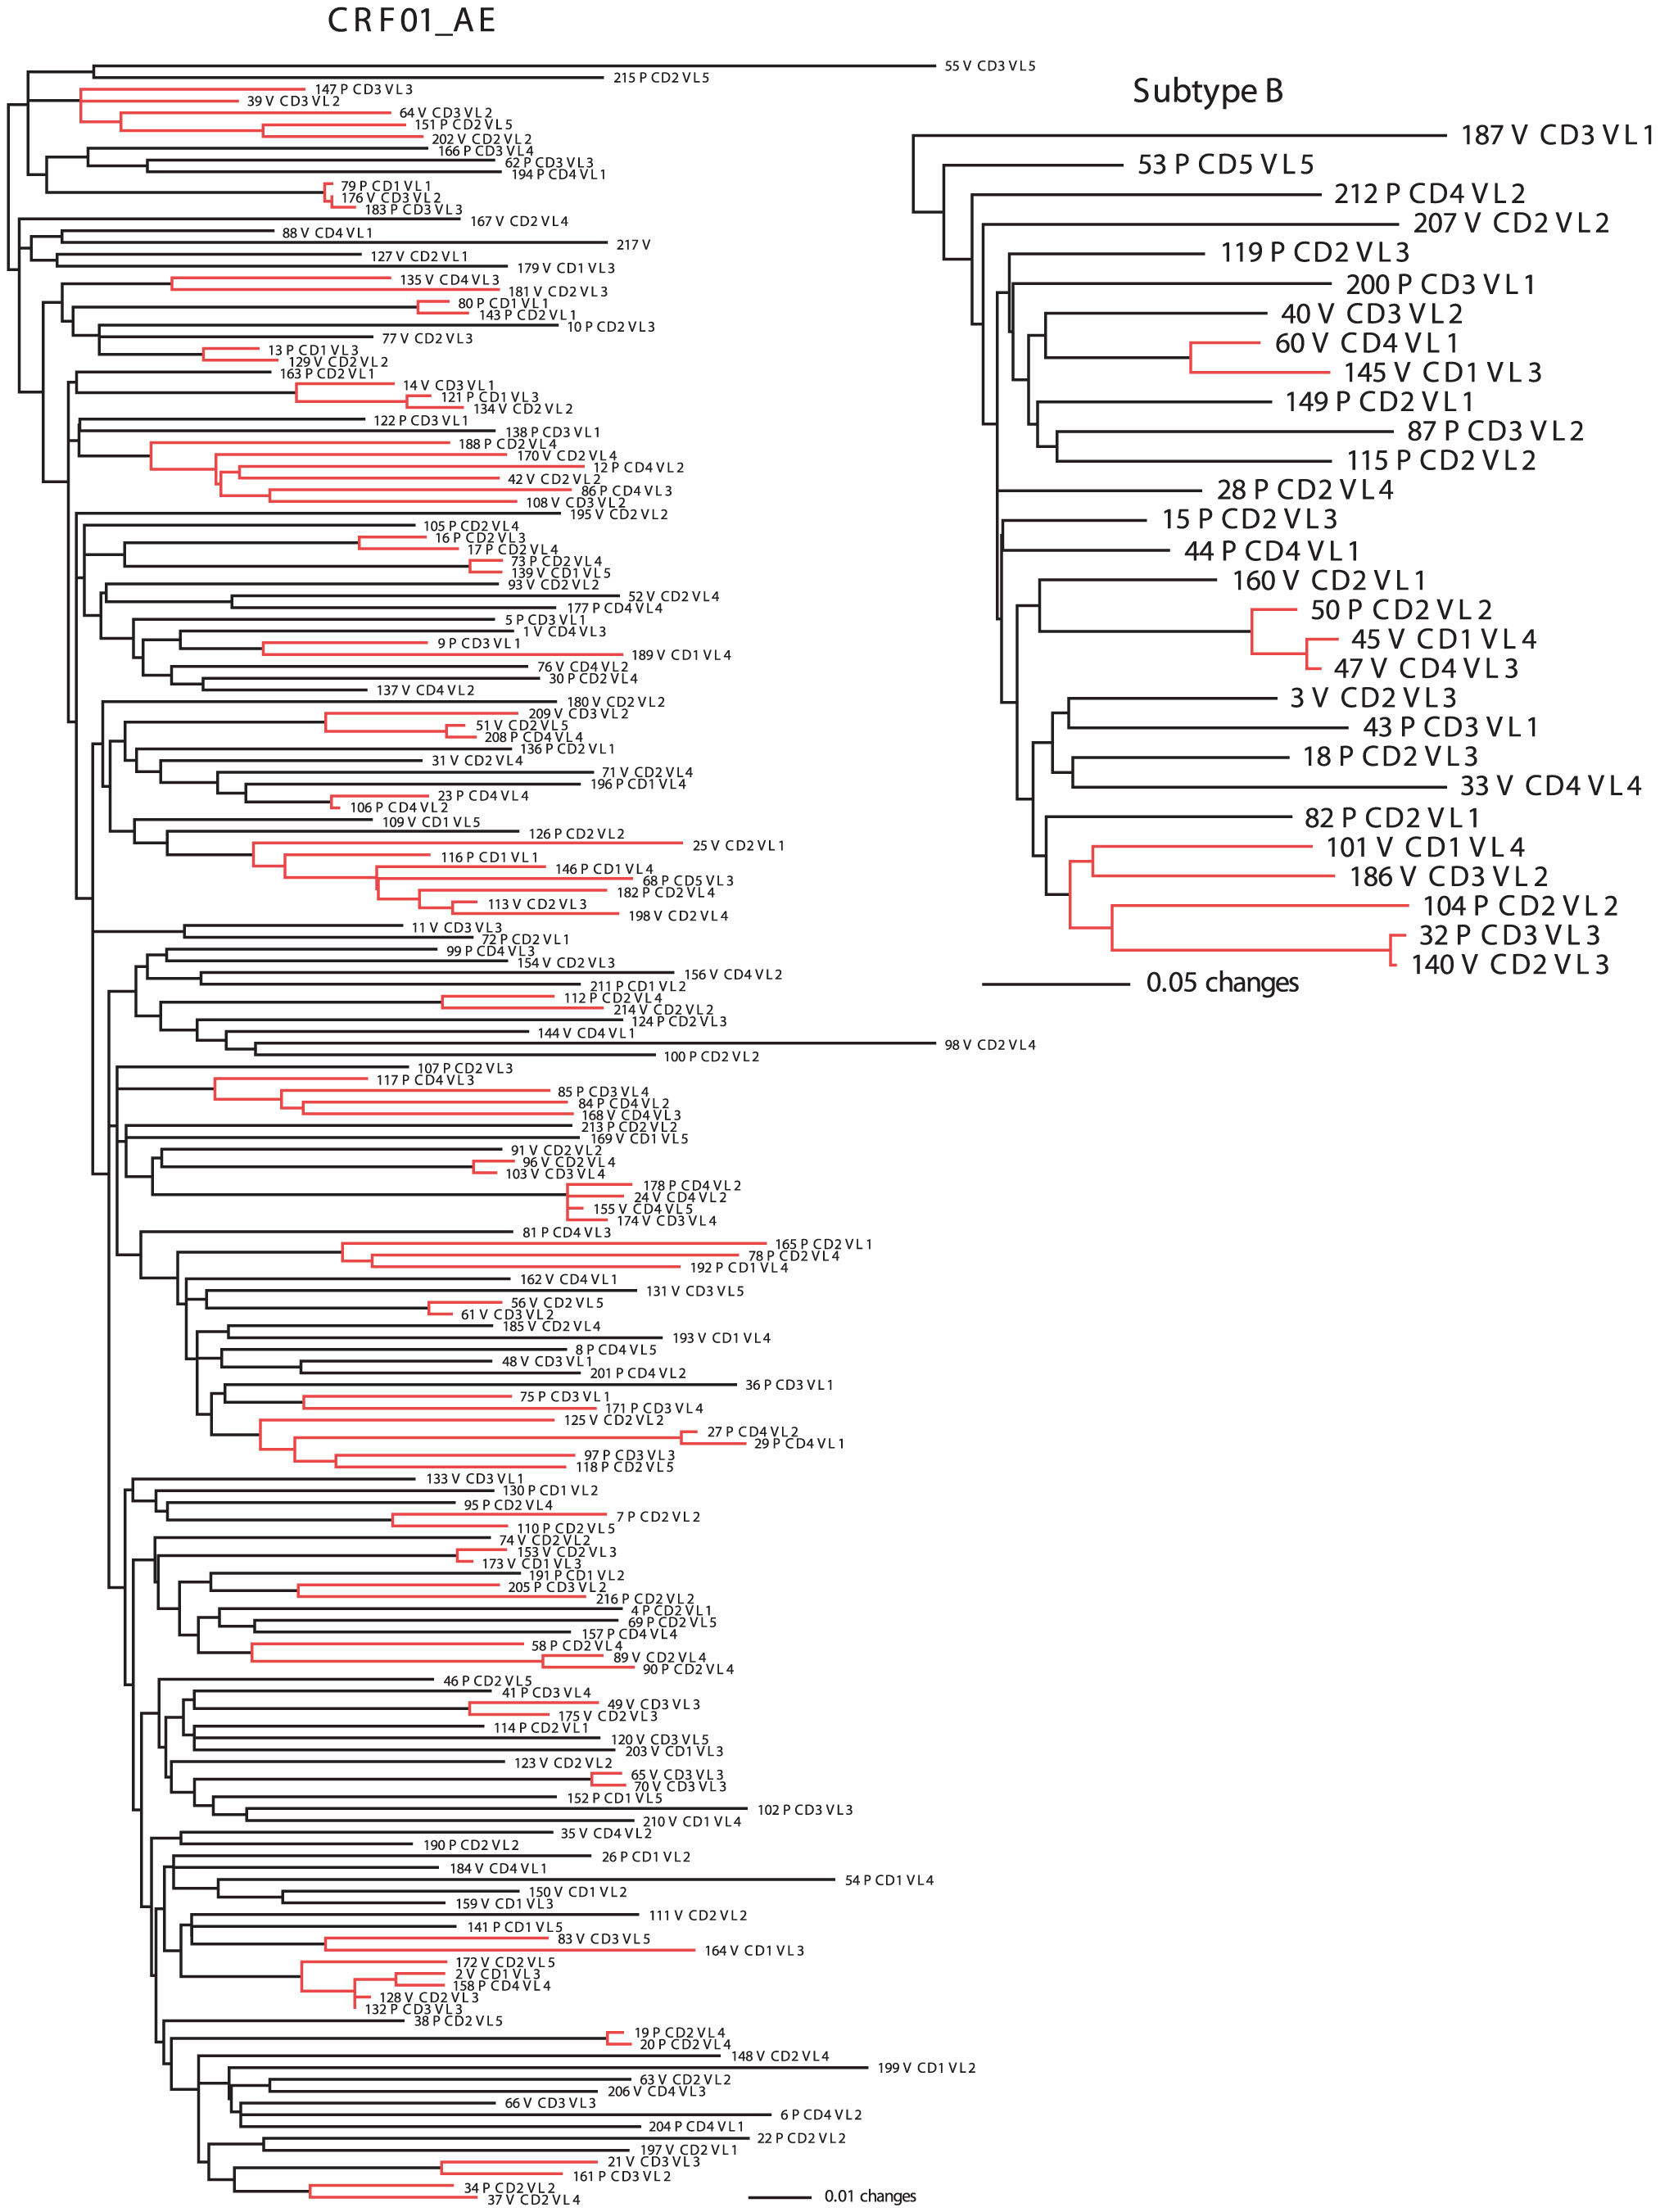 CRF01_AE
55 V CD3 VL5
215 P CD2 VL5
147 P CD3 VL3
39 V CD3 VL2
64 V CD3 VL2
151 P CD2 VL5
202 V CD2 VL2
166 P CD3 VL4
62 P CD3 VL3
194 P CD4 VL1
79 P CD1 VL1
176 V CD3 VL2
183 P CD3 VL3
167 V CD2 VL4
88 V CD4 VL1
217 V
127 V CD2 VL1
179 V CD1 VL3
135 V CD4 VL3
181 V CD2 VL3
80 P CD1 VL1
143 P CD2 VL1
10 P CD2 VL3
77 V CD2 VL3
13 P CD1 VL3
129 V CD2 VL2
163 P CD2 VL1
14 V CD3 VL1
121 P CD1 VL3
134 V CD2 VL2
122 P CD3 VL1
138 P CD3 VL1
188 P CD2 VL4
170 V CD2 VL4
12 P CD4 VL2
42 V CD2 VL2
86 P CD4 VL3
108 V CD3 VL2
195 V CD2 VL2
105 P CD2 VL4
16 P CD2 VL3
17 P CD2 VL4
73 P CD2 VL4
139 V CD1 VL5
93 V CD2 VL2
52 V CD2 VL4
177 P CD4 VL4
5 P CD3 VL1
1 V CD4 VL3
9 P CD3 VL1
189 V CD1 VL4
76 V CD4 VL2
30 P CD2 VL4
137 V CD4 VL2
180 V CD2 VL2
209 V CD3 VL2
51 V CD2 VL5
208 P CD4 VL4
136 P CD2 VL1
31 V CD2 VL4
71 V CD2 VL4
196 P CD1 VL4
23 P CD4 VL4
106 P CD4 VL2
109 V CD1 VL5
126 P CD2 VL2
25 V CD2 VL1
116 P CD1 VL1
146 P CD1 VL4
68 P CD5 VL3
182 P CD2 VL4
113 V CD2 VL3
198 V CD2 VL4
11 V CD3 VL3
72 P CD2 VL1
99 P CD4 VL3
154 V CD2 VL3
156 V CD4 VL2
211 P CD1 VL2
112 P CD2 VL4
214 V CD2 VL2
124 P CD2 VL3
144 V CD4 VL1
98 V CD2 VL4
100 P CD2 VL2
107 P CD2 VL3
117 P CD4 VL3
85 P CD3 VL4
84 P CD4 VL2
168 V CD4 VL3
213 P CD2 VL2
169 V CD1 VL5
91 V CD2 VL2
96 V CD2 VL4
103 V CD3 VL4
178 P CD4 VL2
24 V CD4 VL2
155 V CD4 VL5
174 V CD3 VL4
81 P CD4 VL3
165 P CD2 VL1
78 P CD2 VL4
192 P CD1 VL4
162 V CD4 VL1
131 V CD3 VL5
56 V CD2 VL5
61 V CD3 VL2
185 V CD2 VL4
193 V CD1 VL4
8 P CD4 VL5
48 V CD3 VL1
201 P CD4 VL2
36 P CD3 VL1
75 P CD3 VL1
171 P CD3 VL4
125 V CD2 VL2
27 P CD4 VL2
29 P CD4 VL1
97 P CD3 VL3
118 P CD2 VL5
133 V CD3 VL1
130 P CD1 VL2
95 P CD2 VL4
7 P CD2 VL2
110 P CD2 VL5
74 V CD2 VL2
153 V CD2 VL3
173 V CD1 VL3
191 P CD1 VL2
205 P CD3 VL2
216 P CD2 VL2
4 P CD2 VL1
69 P CD2 VL5
157 P CD4 VL4
58 P CD2 VL4
89 V CD2 VL4
90 P CD2 VL4
46 P CD2 VL5
41 P CD3 VL4
49 V CD3 VL3
175 V CD2 VL3
114 P CD2 VL1
120 V CD3 VL5
203 V CD1 VL3
123 V CD2 VL2
65 V CD3 VL3
70 V CD3 VL3
152 P CD1 VL5
102 P CD3 VL3
210 V CD1 VL4
35 V CD4 VL2
190 P CD2 VL2
26 P CD1 VL2
184 V CD4 VL1
54 P CD1 VL4
150 V CD1 VL2
159 V CD1 VL3
111 V CD2 VL2
141 P CD1 VL5
83 V CD3 VL5
164 V CD1 VL3
172 V CD2 VL5
2 V CD1 VL3
158 P CD4 VL4
128 V CD2 VL3
132 P CD3 VL3
38 P CD2 VL5
19 P CD2 VL4
20 P CD2 VL4
148 V CD2 VL4
199 V CD1 VL2
63 V CD2 VL2
206 V CD4 VL3
66 V CD3 VL3
6 P CD4 VL2
204 P CD4 VL1
22 P CD2 VL2
197 V CD2 VL1
21 V CD3 VL3
161 P CD3 VL2
34 P CD2 VL2
37 V CD2 VL4
0.01 changes
Subtype B
187 V CD3 VL1
53 P CD5 VL5
212 P CD4 VL2
207 V CD2 VL2
119 P CD2 VL3
200 P CD3 VL1
40 V CD3 VL2
60 V CD4 VL1
145 V CD1 VL3
149 P CD2 VL1
87 P CD3 VL2
115 P CD2 VL2
28 P CD2 VL4
15 P CD2 VL3
44 P CD4 VL1
160 V CD2 VL1
50 P CD2 VL2
45 V CD1 VL4
47 V CD4 VL3
3 V CD2 VL3
43 P CD3 VL1
18 P CD2 VL3
33 V CD4 VL4
82 P CD2 VL1
101 V CD1 VL4
186 V CD3 VL2
104 P CD2 VL2
32 P CD3 VL3
140 V CD2 VL3
0.05 changes